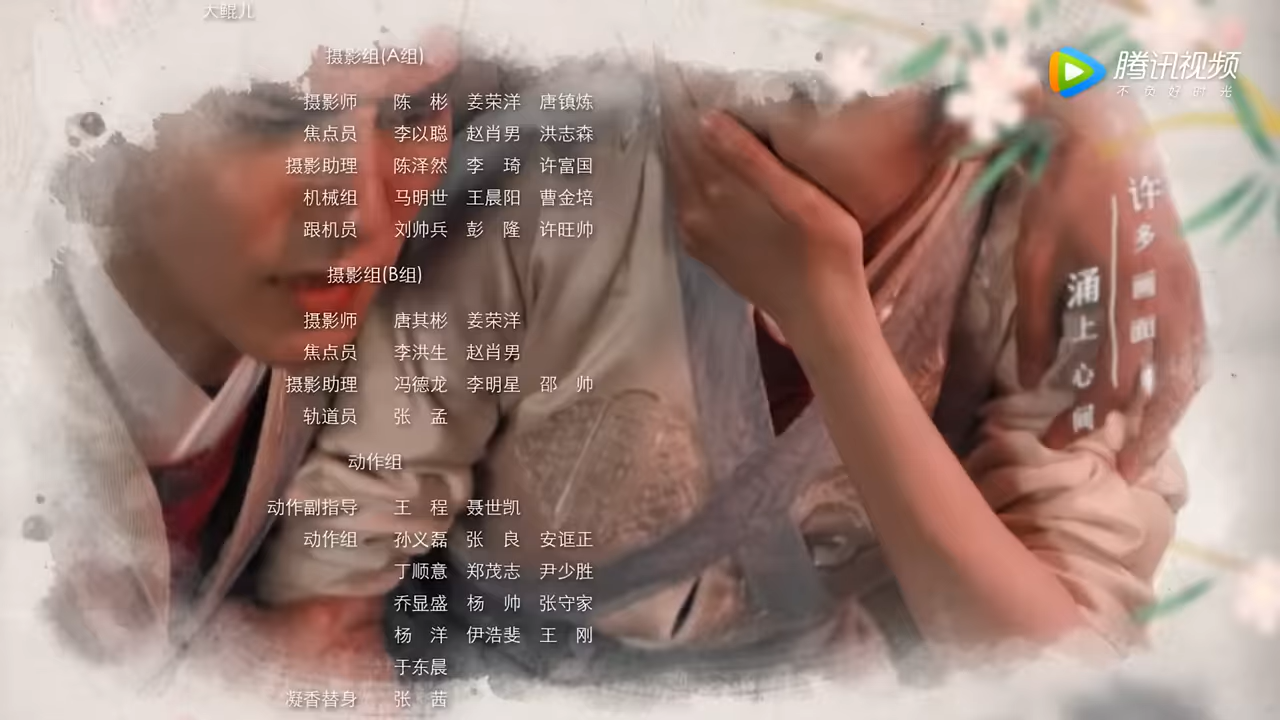 大鲲儿
摄影组(A组)
摄影师 陈 彬 姜荣洋 唐镇炼
焦点员 李以聪 赵肖男 洪志森
摄影助理 陈泽然 李 琦 许富国
机械组 马明世 王晨阳 曹金培
跟机员 刘帅兵 彭 隆 许旺帅
摄影组(B组)
摄影师 唐其彬 姜荣洋
焦点员 李洪生 赵肖男
摄影助理 冯德龙 李明星 邵 帅
轨道员 张 孟
动作组
动作副指导 王 程 聂世凯
动作组 孙义磊 张 良 安诓正
丁顺意 郑茂志 尹少胜
乔显盛 杨 帅 张守家
杨 洋 伊浩斐 王 刚
于东晨
凝香替身 张 茜
腾讯视频
不负好时光
许多画面
涌上心间